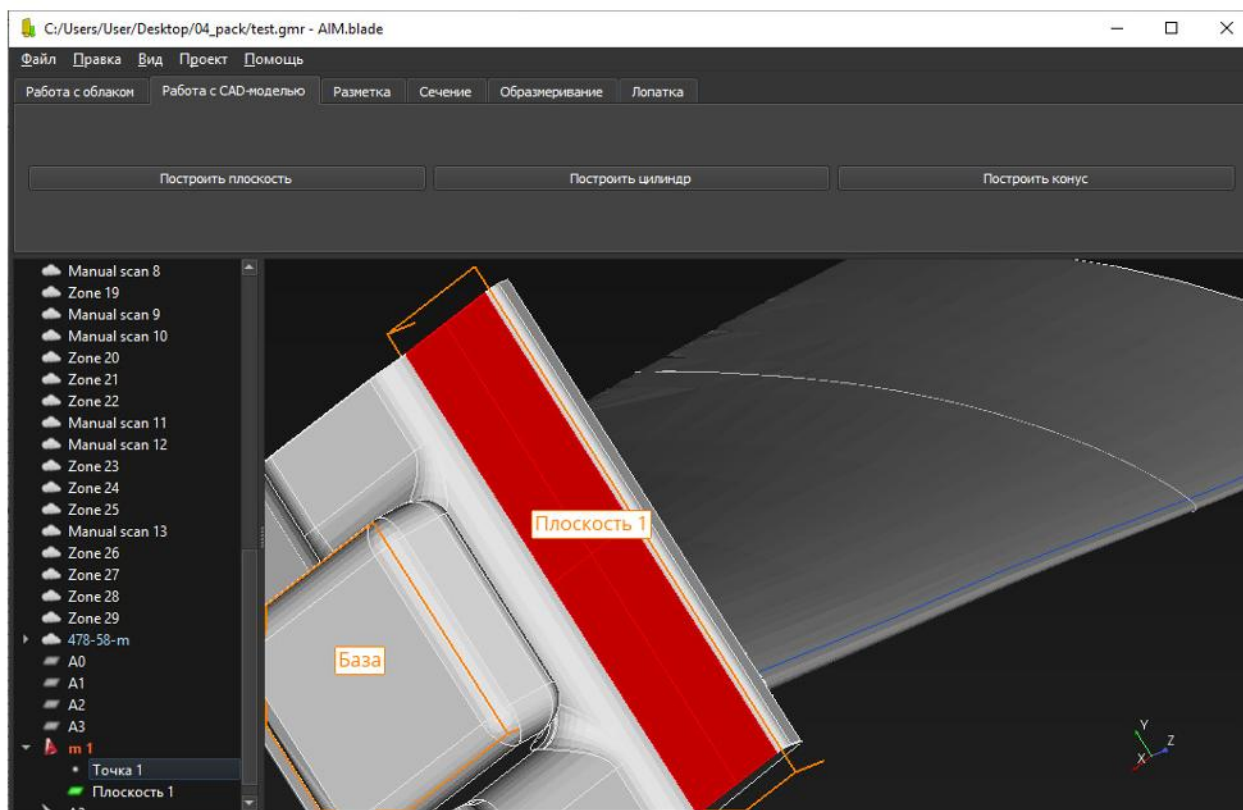 C:/Users/User/Desktop/04_pack/test.gmr - AIM.blade
Файл Правка Вид Проект Помощь
Работа с облаком Работа с CAD-моделью Разметка Сечение Образмеривание Лопатка
Построить плоскость Построить цилиндр Построить конус
Manual scan 8
Zone 19
Manual scan 9
Manual scan 10
Zone 20
Zone 21
Zone 22
Manual scan 11
Manual scan 12
Zone 23
Zone 24
Zone 25
Manual scan 13
Zone 26
Zone 27
Zone 28
Zone 29
478-58-m
A0
A1
A2
A3
m 1
Точка 1
Плоскость 1
Плоскость 1
База
Y
Z
X